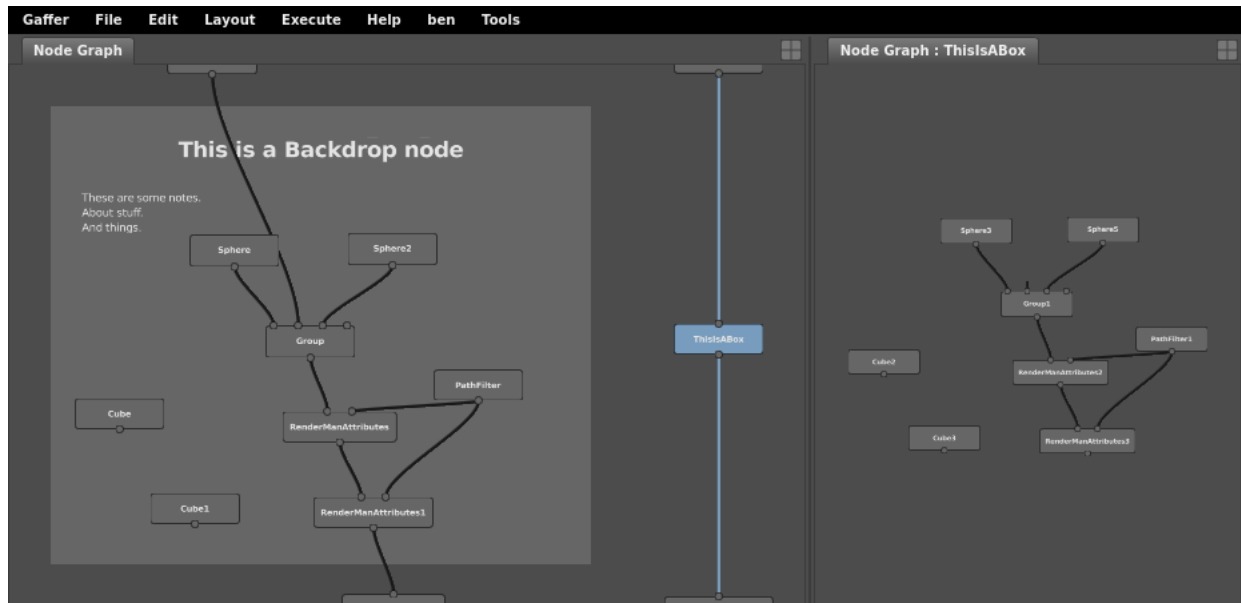 Gaffer File Edit Layout Execute Help ben Tools
Node Graph
This is a Backdrop node
These are some notes.
About stuff.
And things.
Sphere
Sphere2
Group
PathFilter
Cube
RenderManAttributes
Cube1
RenderManAttributes1
ThisIsABox
Node Graph : ThisIsABox
Sphere3
Sphere5
Group1
PathFilter1
Cube2
RenderManAttributes2
Cube3
RenderManAttributes3